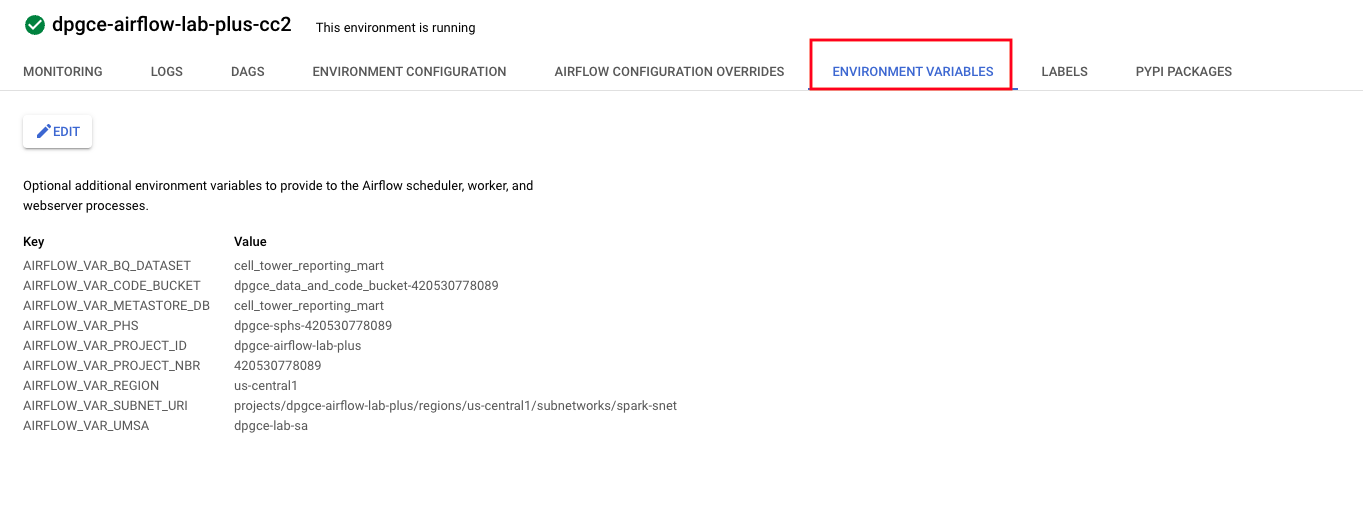 dpgce-airflow-lab-plus-cc2 This environment is running
MONITORING LOGS DAGS ENVIRONMENT CONFIGURATION AIRFLOW CONFIGURATION OVERRIDES ENVIRONMENT VARIABLES LABELS PYPI PACKAGES
EDIT
Optional additional environment variables to provide to the Airflow scheduler, worker, and
webserver processes.
Key Value
AIRFLOW_VAR_BQ_DATASET cell_tower_reporting_mart
AIRFLOW_VAR_CODE_BUCKET dpgce_data_and_code_bucket-420530778089
AIRFLOW_VAR_METASTORE_DB cell_tower_reporting_mart
AIRFLOW_VAR_PHS dpgce-sphs-420530778089
AIRFLOW_VAR_PROJECT_ID dpgce-airflow-lab-plus
AIRFLOW_VAR_PROJECT_NBR 420530778089
AIRFLOW_VAR_REGION us-central1
AIRFLOW_VAR_SUBNET_URI projects/dpgce-airflow-lab-plus/regions/us-central1/subnetworks/spark-snet
AIRFLOW_VAR_UMSA dpgce-lab-sa